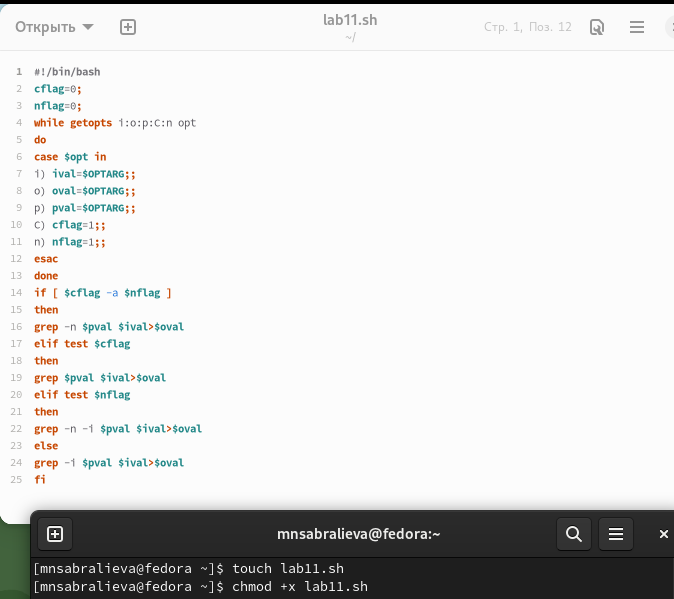 Открыть
lab11.sh
~/
Стр. 1, Поз. 12
1 #!/bin/bash
2 cflag=0;
3 nflag=0;
4 while getopts i:o:p:C:n opt
5 do
6 case $opt in
7 i) ival=$OPTARG;;
8 o) oval=$OPTARG;;
9 p) pval=$OPTARG;;
10 C) cflag=1;;
11 n) nflag=1;;
12 esac
13 done
14 if [ $cflag -a $nflag ]
15 then
16 grep -n $pval $ival>$oval
17 elif test $cflag
18 then
19 grep $pval $ival>$oval
20 elif test $nflag
21 then
22 grep -n -i $pval $ival>$oval
23 else
24 grep -i $pval $ival>$oval
25 fi
mnsabralieva@fedora:~
[mnsabralieva@fedora ~]$ touch lab11.sh
[mnsabralieva@fedora ~]$ chmod +x lab11.sh